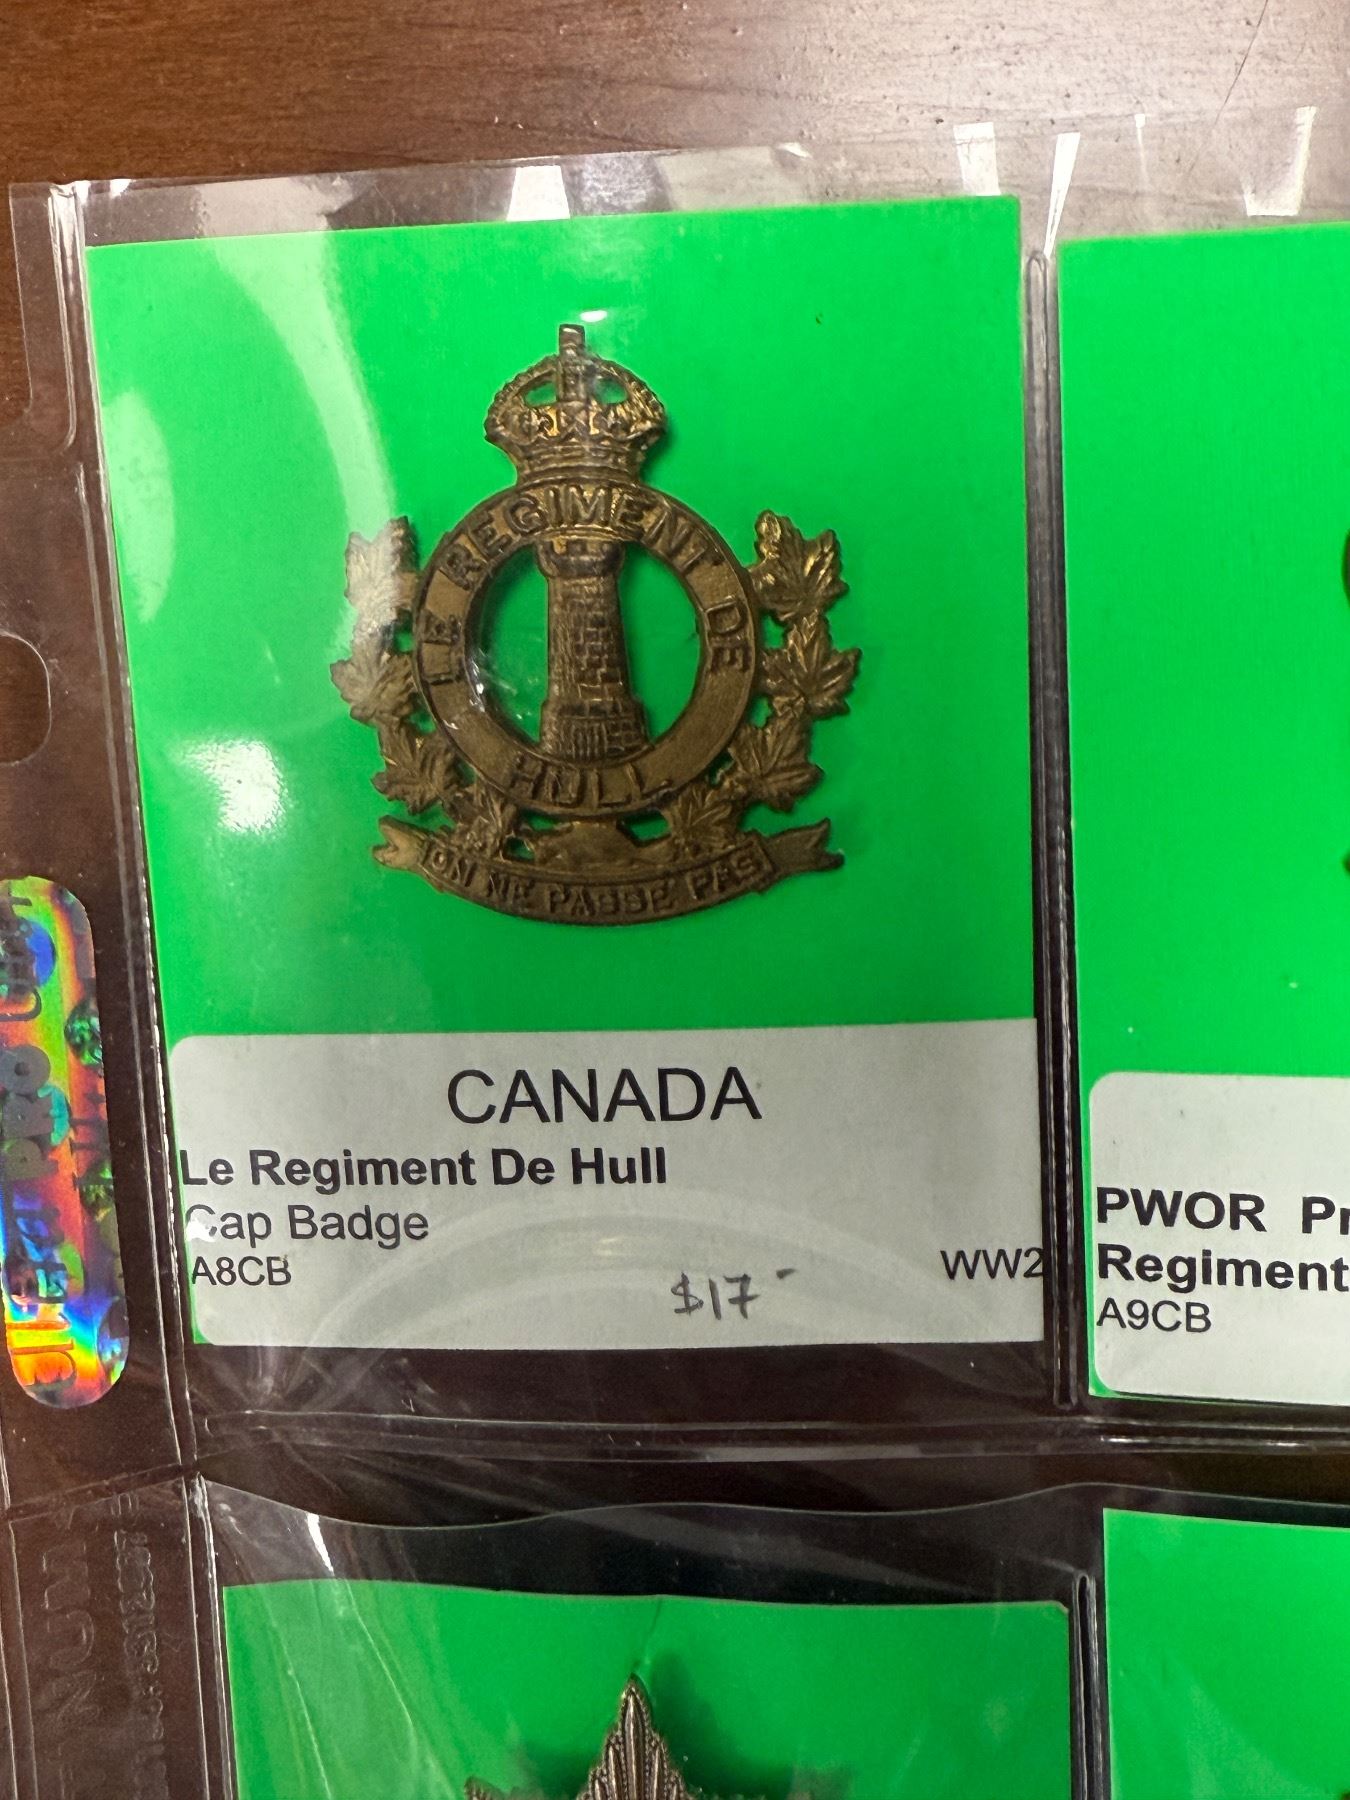 LE REGIMENT DE
HULL
ON NE PASSE PAS
CANADA
Le Regiment De Hull
Cap Badge
A8CB
WW2
$17-
PWOR
Regiment
A9CB